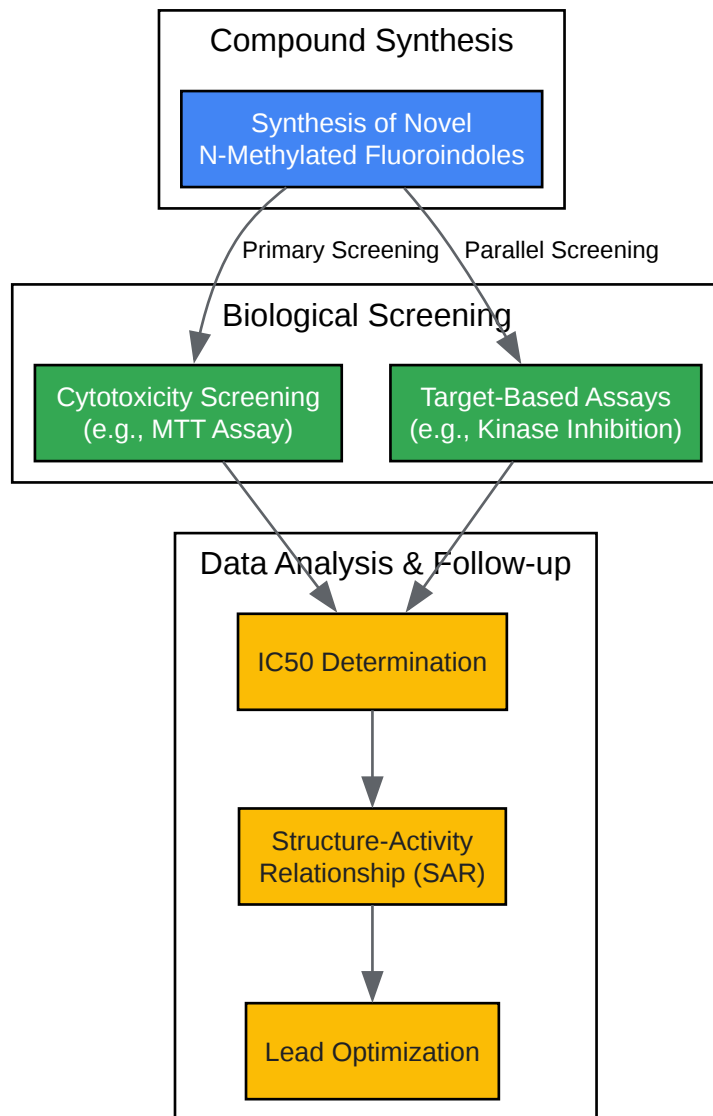 Compound Synthesis
Synthesis of Novel
N-Methylated Fluoroindoles
Primary Screening
Parallel Screening
Biological Screening
Cytotoxicity Screening
(e.g., MTT Assay)
Target-Based Assays
(e.g., Kinase Inhibition)
Data Analysis & Follow-up
IC50 Determination
Structure-Activity
Relationship (SAR)
Lead Optimization